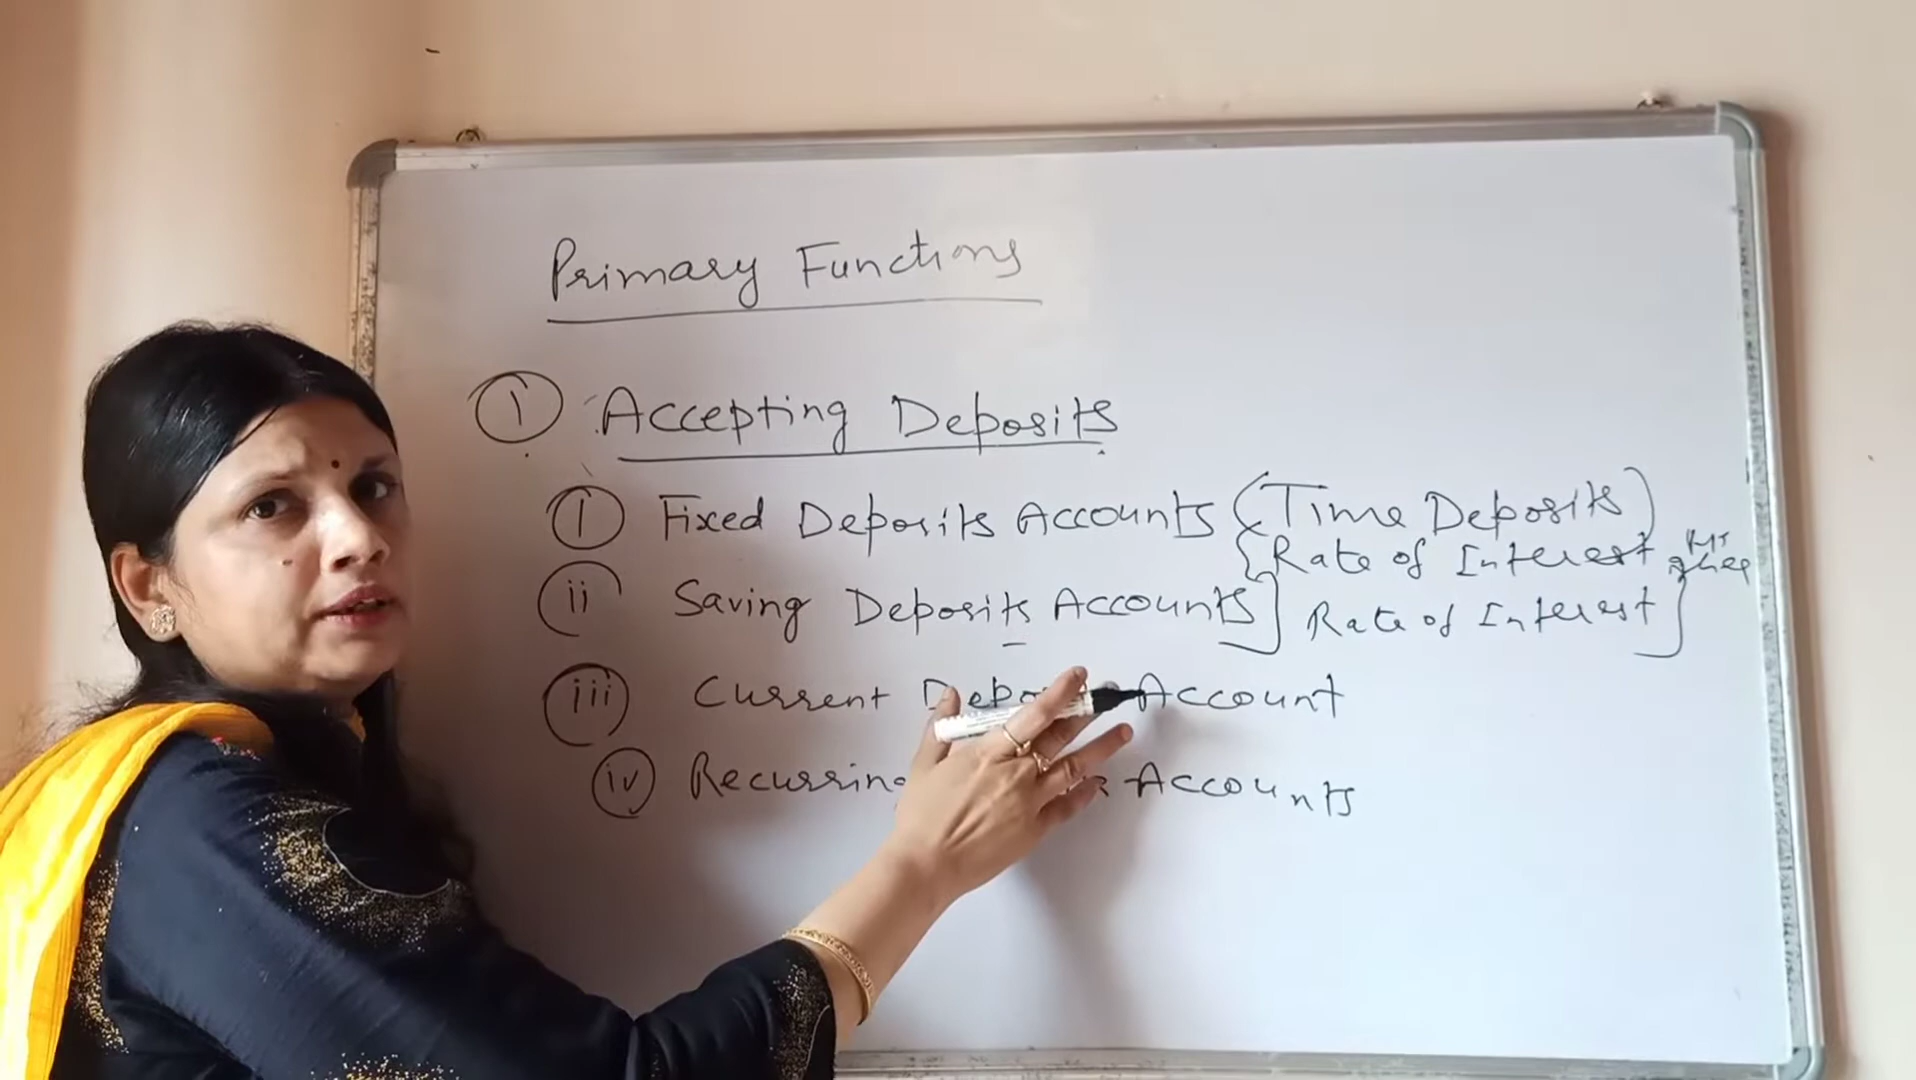 Primary Functions
1 Accepting Deposits
i Fixed Deposits Accounts (Time Deposits)
{Rate of Interest
ii Saving Deposits Accounts] Rate of Interest}
iii Current Account
iv Recurring Accounts